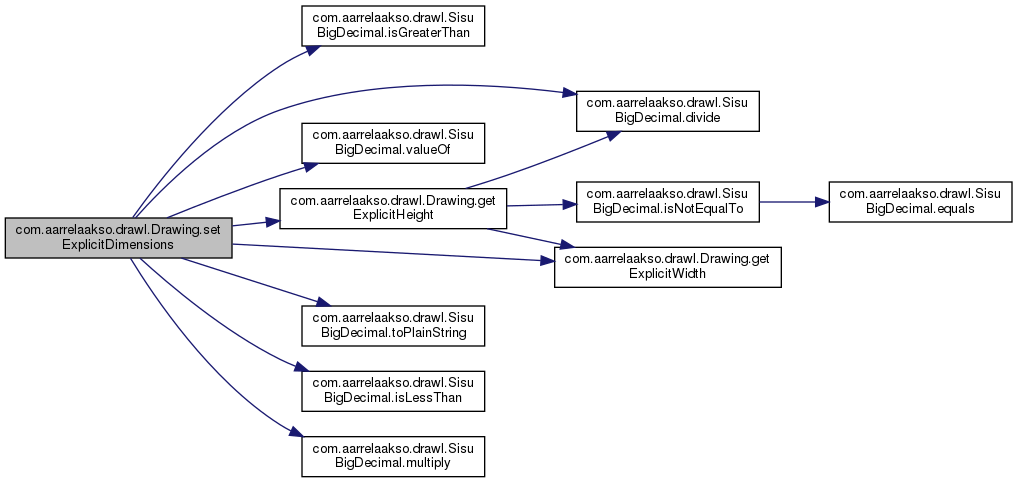 com.aarrelaakso.drawl.Sisu
BigDecimal.isGreaterThan
com.aarrelaakso.drawl.Sisu
BigDecimal.divide
com.aarrelaakso.drawl.Sisu
BigDecimal.valueOf
com.aarrelaakso.drawl.Drawing.get
ExplicitHeight
com.aarrelaakso.drawl.Sisu
BigDecimal.isNotEqualTo
com.aarrelaakso.drawl.Sisu
BigDecimal.equals
com.aarrelaakso.drawl.Drawing.set
ExplicitDimensions
com.aarrelaakso.drawl.Drawing.get
ExplicitWidth
com.aarrelaakso.drawl.Sisu
BigDecimal.toPlainString
com.aarrelaakso.drawl.Sisu
BigDecimal.isLessThan
com.aarrelaakso.drawl.Sisu
BigDecimal.multiply